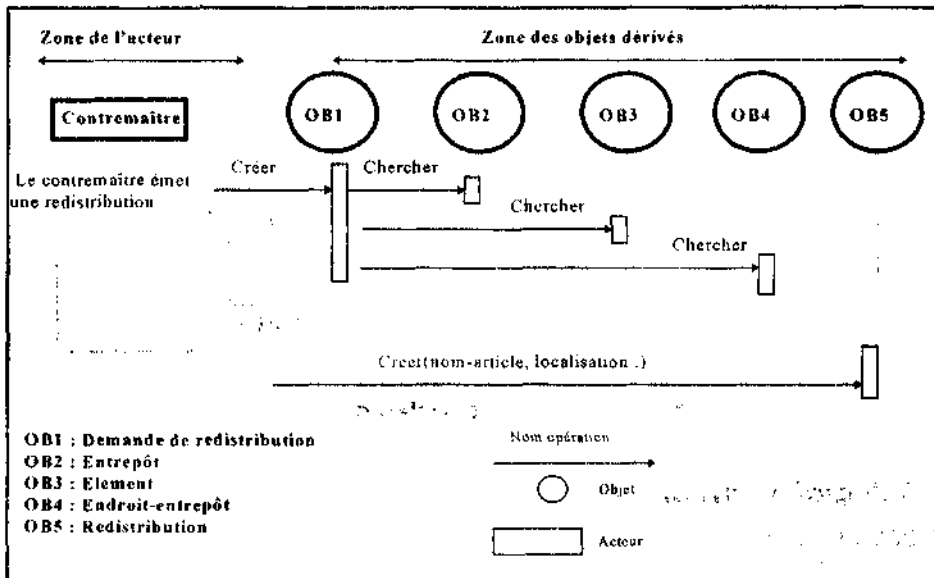 Zone de l'acteur
Zone des objets dérivés
Contremaître
OB1
OB2
OB3
OB4
OB5
Le contremaître émet
une redistribution
Créer
Chercher
Chercher
Chercher
Creer(nom-article, localisation .)
OB1 : Demande de redistribution
OB2 : Entrepôt
OB3 : Element
OB4 : Endroit-entrepôt
OB5 : Redistribution
Nom opération
Objet
Acteur